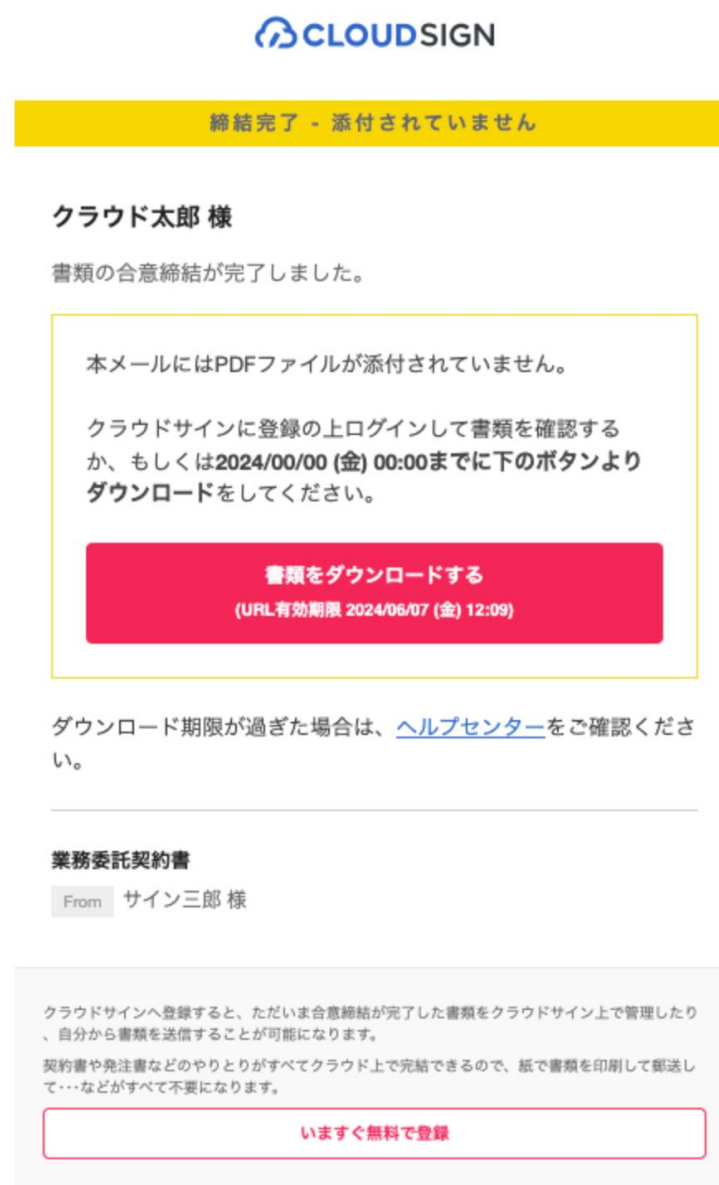 CLOUDSIGN
締結完了 - 添付されていません
クラウド太郎 様
書類の合意締結が完了しました。
本メールにはPDFファイルが添付されていません。
クラウドサインに登録の上ログインして書類を確認する
か、もしくは2024/00/00 (金) 00:00までに下のボタンより
ダウンロードをしてください。
書類をダウンロードする
(URL有効期限 2024/06/07 (金) 12:09)
ダウンロード期限が過ぎた場合は、ヘルプセンターをご確認くださ
い。
業務委託契約書
From サイン三郎 様
クラウドサインへ登録すると、ただいま合意締結が完了した書類をクラウドサイン上で管理したり
、自分から書類を送信することが可能になります。
契約書や発注書などのやりとりがすべてクラウド上で完結できるので、紙で書類を印刷して郵送し
て･･･などがすべて不要になります。
いますぐ無料で登録